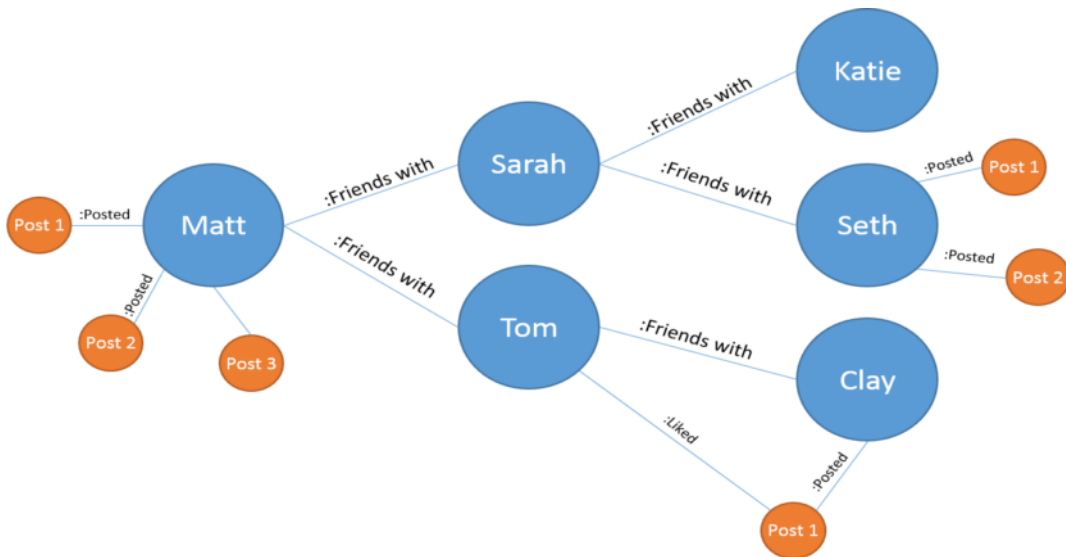 Katie
:Friends with
Sarah
:Friends with
:Friends with
:Posted
Post 1
Seth
:Posted
Post 2
Post 1
:Posted
Matt
:Posted
Post 2
Post 3
:Friends with
Tom
:Friends with
Clay
:Liked
:Posted
Post 1